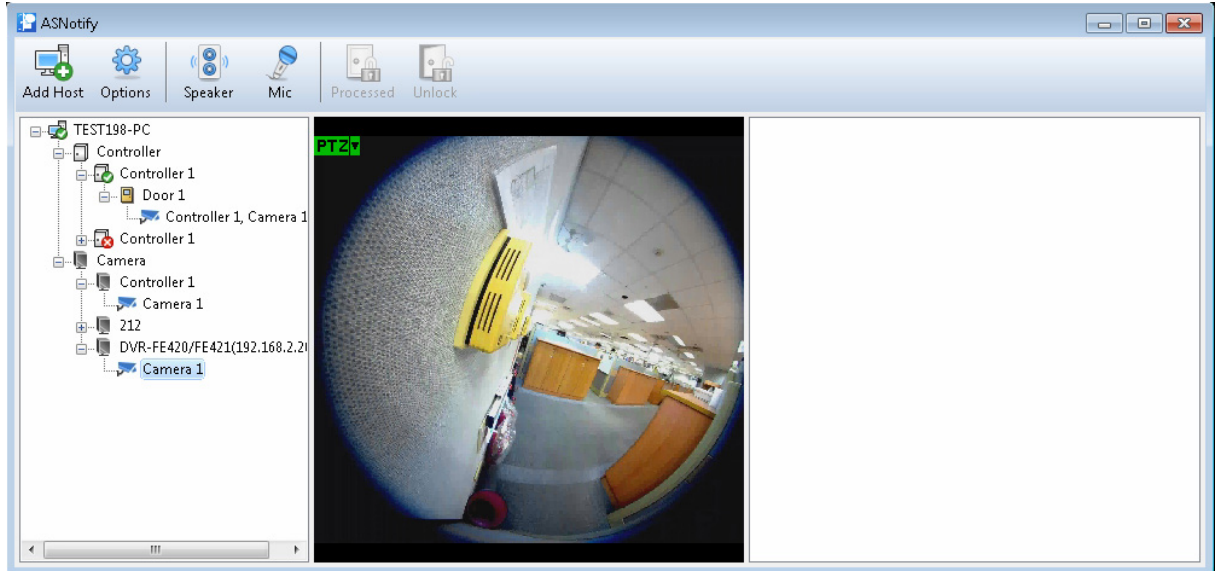 ASNotify
Add Host Options Speaker Mic Processed Unlock
TEST198-PC
Controller
PTZ
Controller 1
Door 1
Controller 1, Camera 1
Controller 1
Camera
Controller 1
Camera 1
212
DVR-FE420/FE421(192.168.2.2
Camera 1